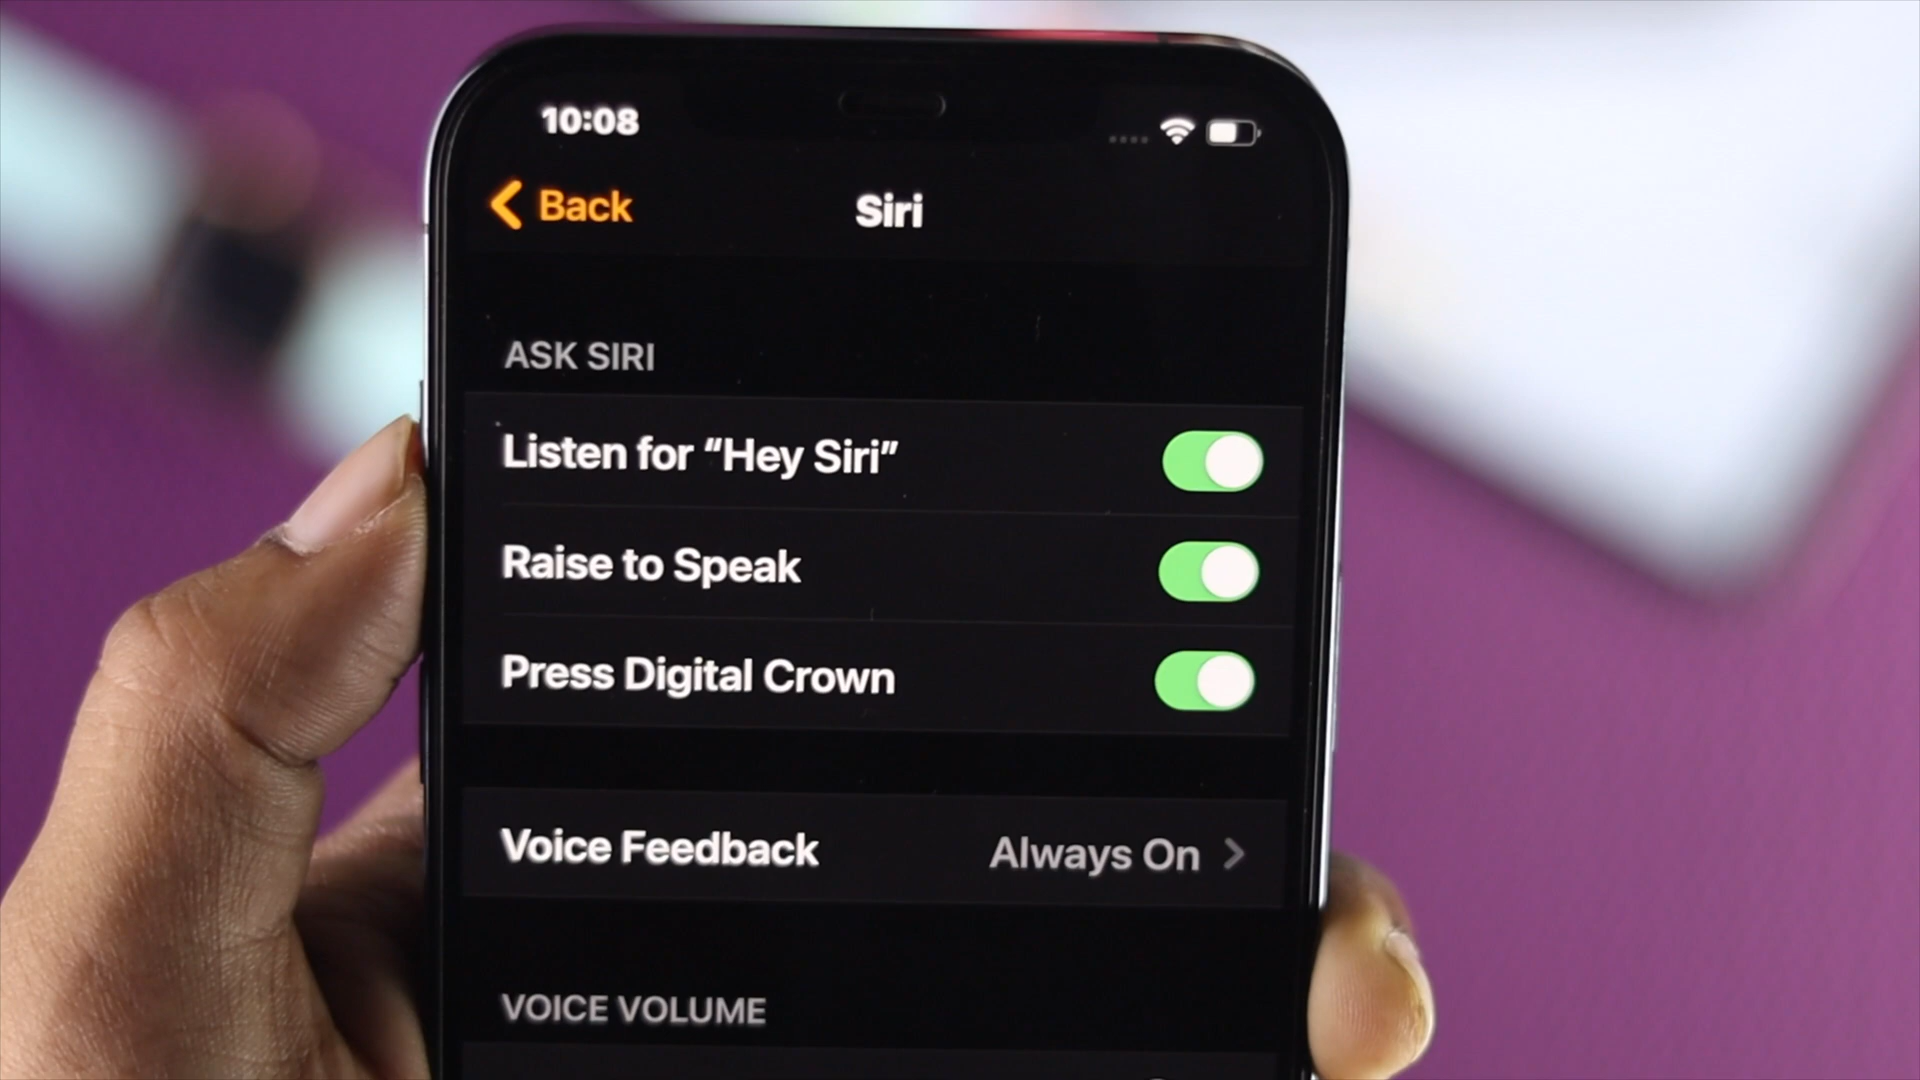 10:08
Back
Siri
ASK SIRI
Listen for “Hey Siri”
Raise to Speak
Press Digital Crown
Voice Feedback
Always On
VOICE VOLUME